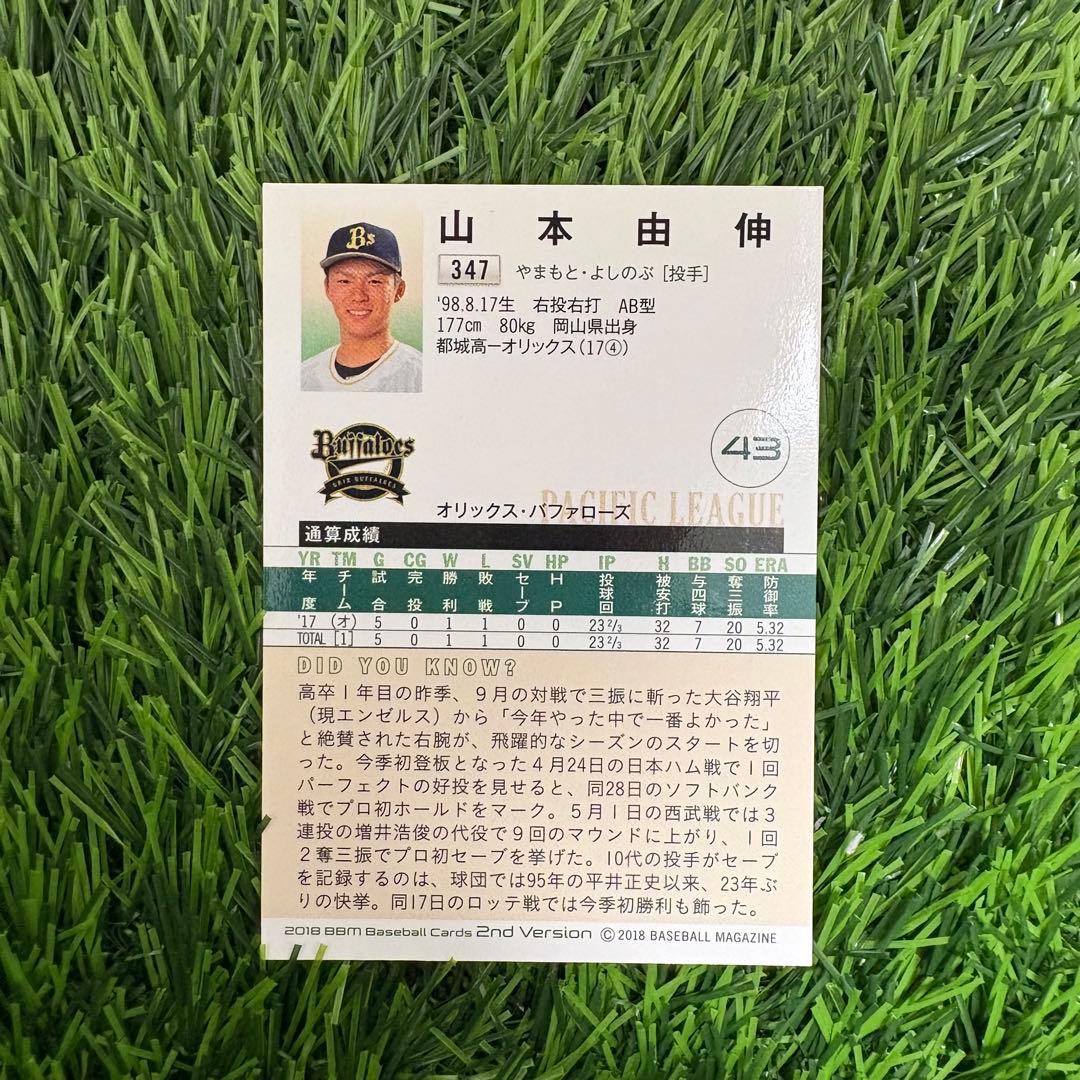 Bs
山本由伸
347 やまもと・よしのぶ [投手]
'98.8.17生 右投右打 AB型
177cm 80kg 岡山県出身
都城高ーオリックス(17④)
Buffaloes
ORIX BUFFALOES
43
PACIFIC LEAGUE
オリックス・バファローズ
通算成績
YR TM G CG W L SV HP IP H BB SO ERA
年度 チーム 試合 完投 勝利 敗戦 セーブ HP 投球回 被安打 与四球 奪三振 防御率
'17 (オ) 5 0 1 1 0 0 23 2/3 32 7 20 5.32
TOTAL [1] 5 0 1 1 0 0 23 2/3 32 7 20 5.32
DID YOU KNOW?
高卒1年目の昨季、9月の対戦で三振に斬った大谷翔平
(現エンゼルス)から「今年やった中で一番よかった」
と絶賛された右腕が、飛躍的なシーズンのスタートを切
った。今季初登板となった4月24日の日本ハム戦で1回
パーフェクトの好投を見せると、同28日のソフトバンク
戦でプロ初ホールドをマーク。5月1日の西武戦では3
連投の増井浩俊の代役で9回のマウンドに上がり、1回
2奪三振でプロ初セーブを挙げた。10代の投手がセーブ
を記録するのは、球団では95年の平井正史以来、23年ぶ
りの快挙。同17日のロッテ戦では今季初勝利も飾った。
2018 BBM Baseball Cards 2nd Version ©2018 BASEBALL MAGAZINE